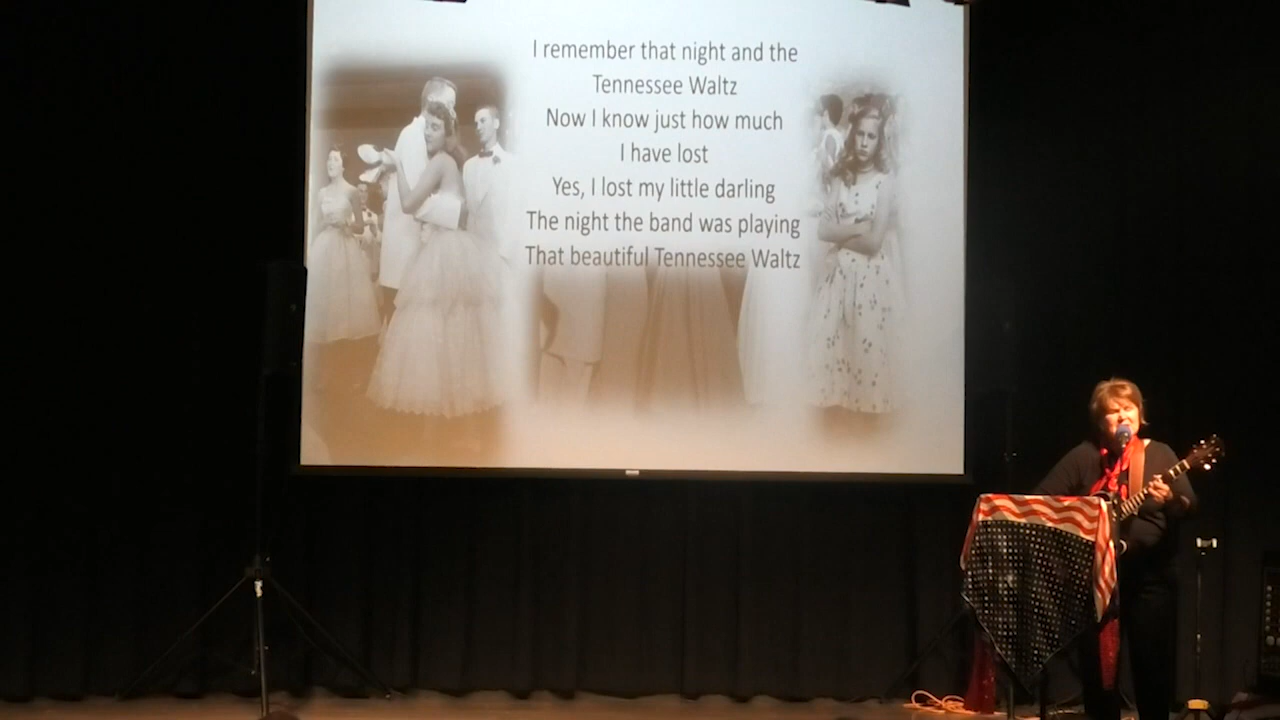 I remember that night and the
Tennessee Waltz
Now I know just how much
I have lost
Yes, I lost my little darling
The night the band was playing
That beautiful Tennessee Waltz